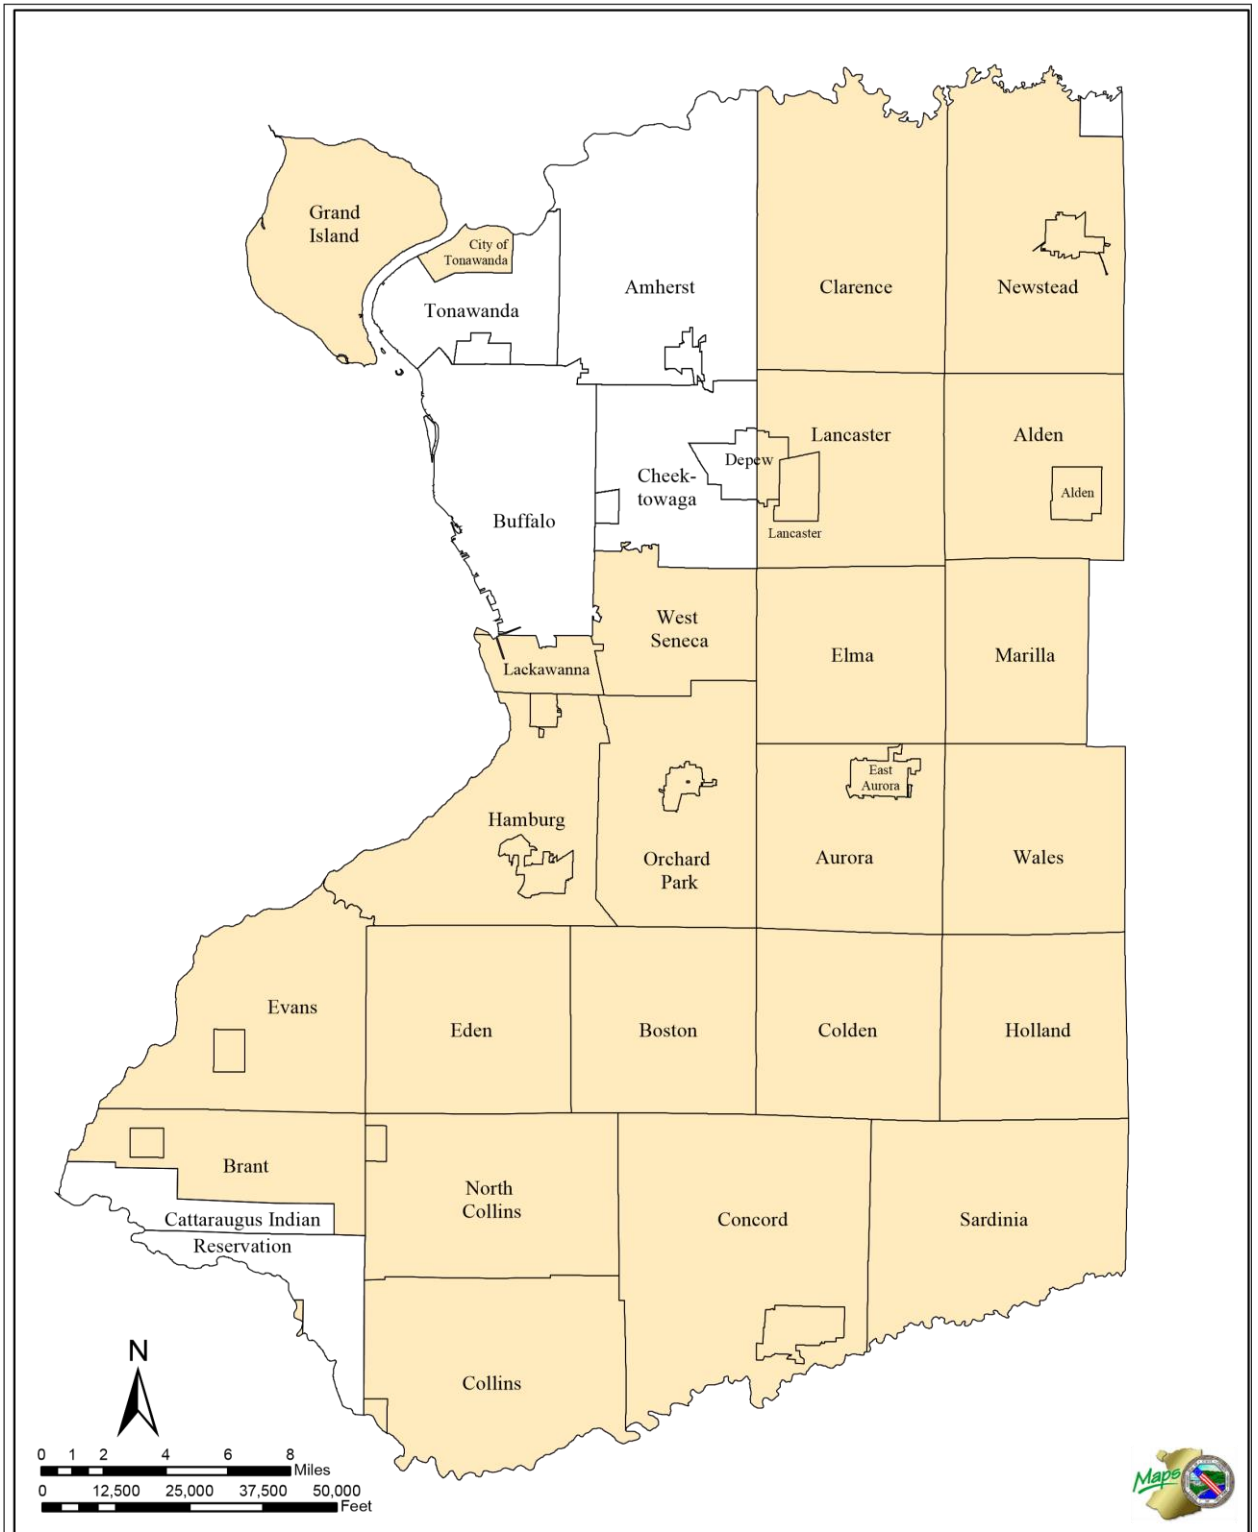 Grand
Island
City of
Tonawanda
Tonawanda
Amherst
Clarence
Newstead
Lancaster
Alden
Depew
Cheek-
towaga
Alden
Buffalo
Lancaster
West
Seneca
Lackawanna
Elma
Marilla
East
Aurora
Hamburg
Orchard
Park
Aurora
Wales
Evans
Eden
Boston
Colden
Holland
Brant
North
Collins
Cattaraugus Indian
Reservation
Concord
Sardinia
Collins
N
0 1 2 4 6 8
Miles
0 12,500 25,000 37,500 50,000
Feet
Maps